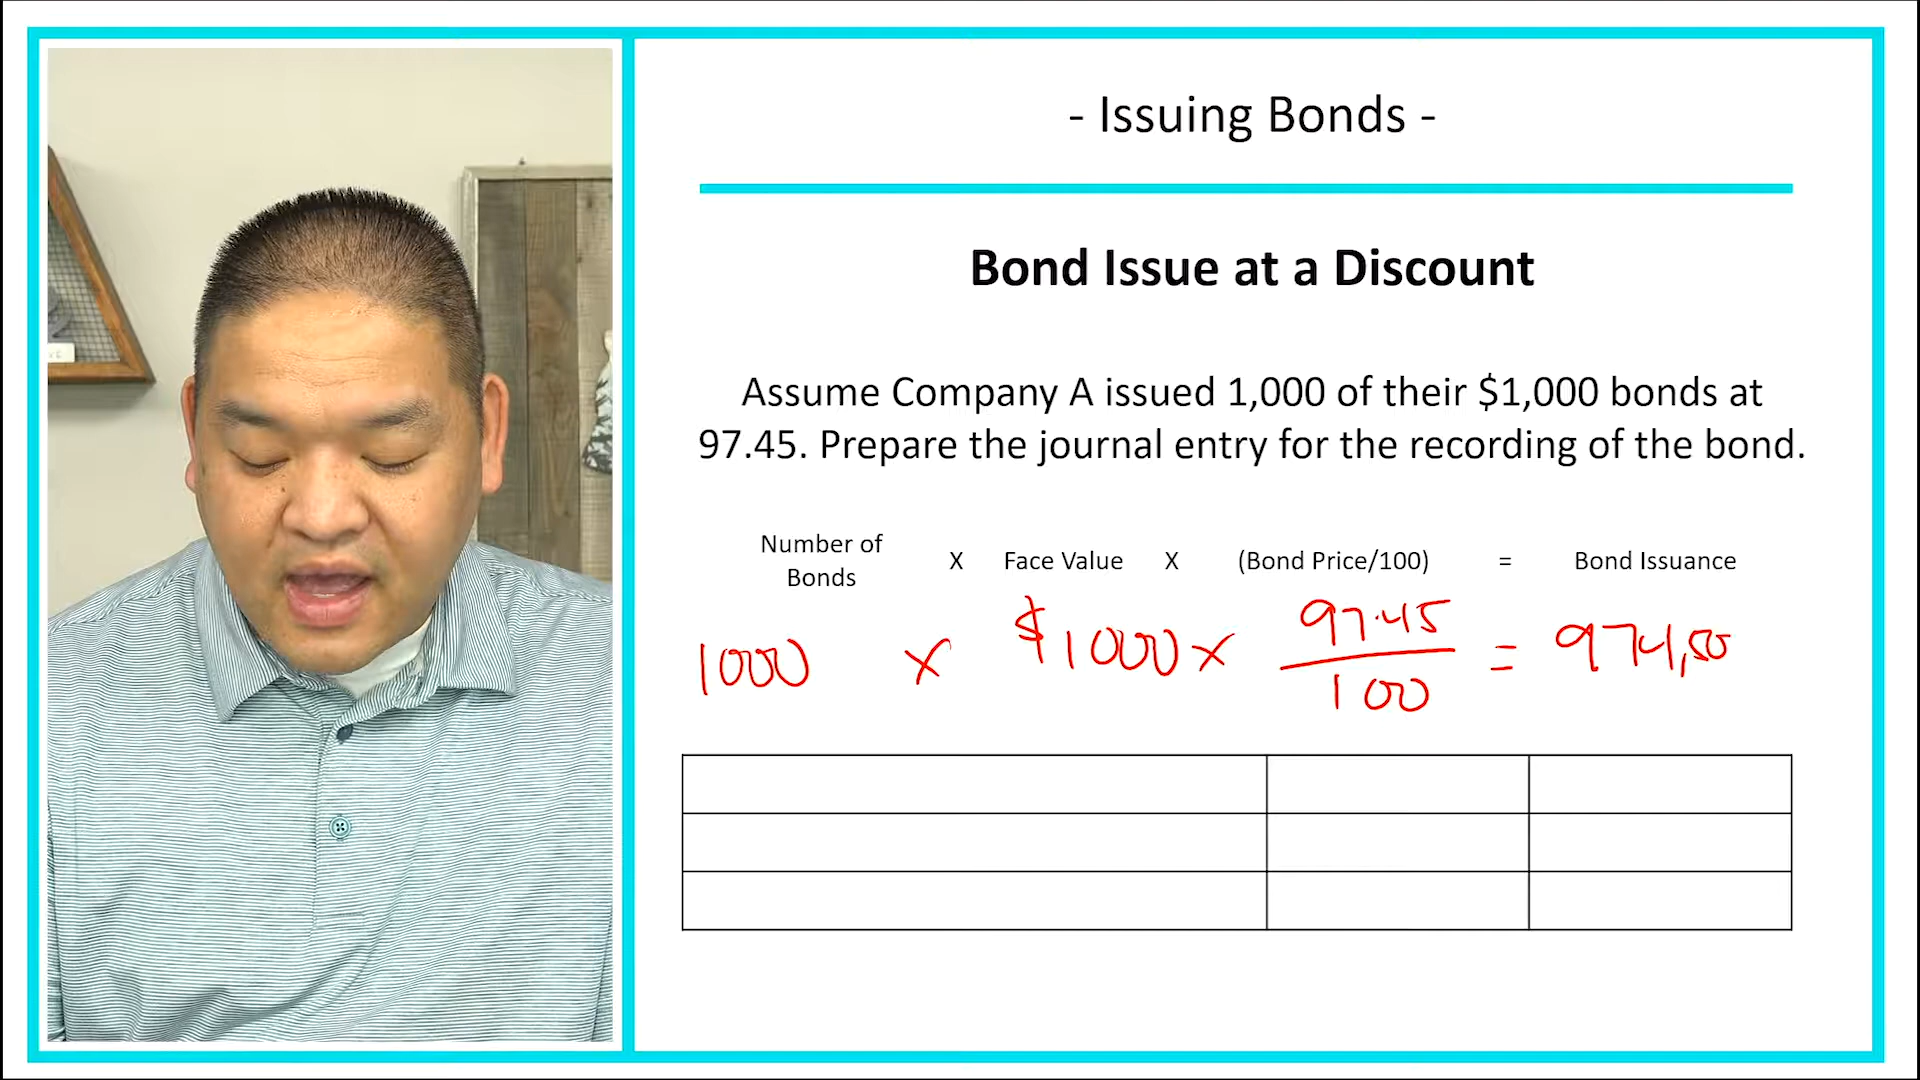 - Issuing Bonds -
Bond Issue at a Discount
Assume Company A issued 1,000 of their $1,000 bonds at
97.45. Prepare the journal entry for the recording of the bond.
Number of
Bonds
X Face Value X (Bond Price/100) = Bond Issuance
1000 x $1000 x 97.45
100
= 974,50